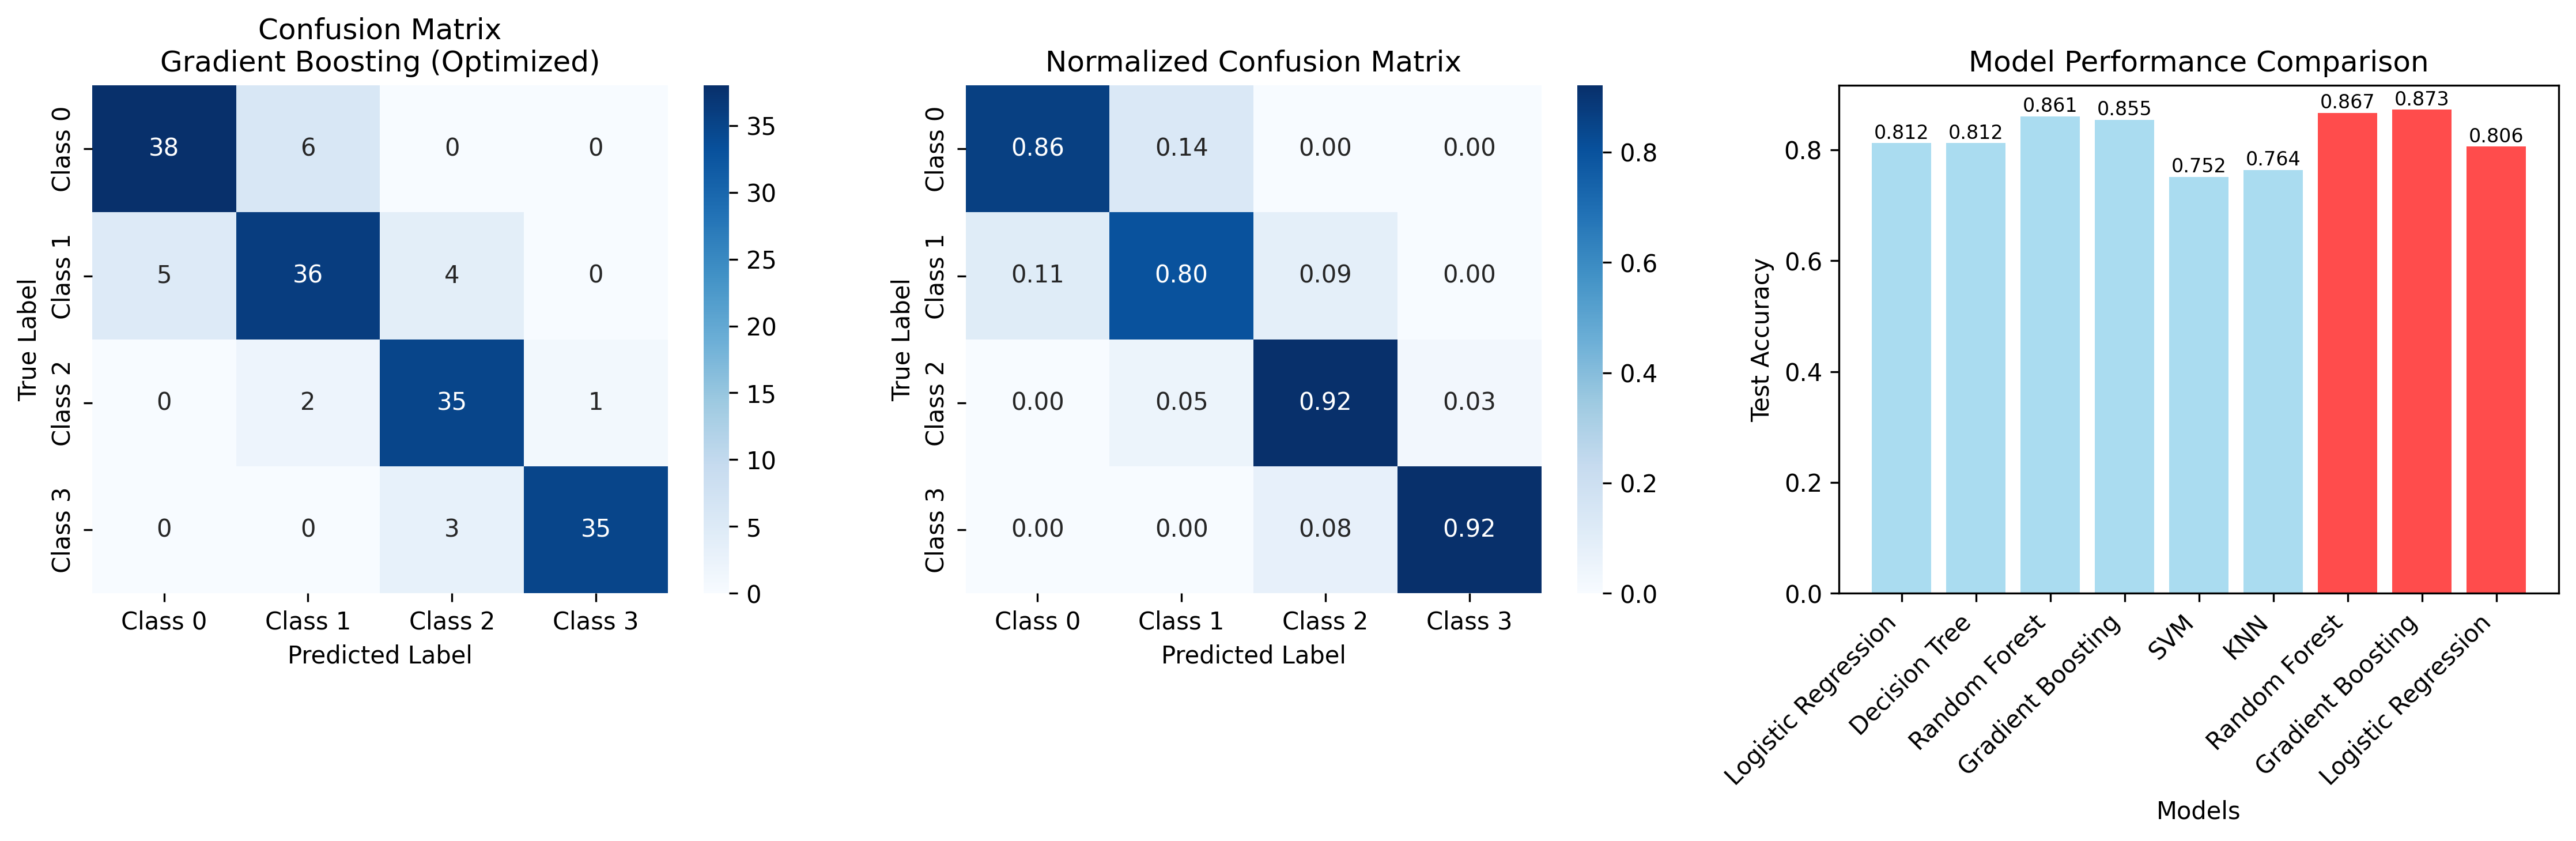 Confusion Matrix
Gradient Boosting (Optimized)
True Label
Class 0
Class 1
Class 2
Class 3
38 6 0 0
5 36 4 0
0 2 35 1
0 0 3 35
Class 0 Class 1 Class 2 Class 3
Predicted Label
35
30
25
20
15
10
5
0
Normalized Confusion Matrix
True Label
Class 0
Class 1
Class 2
Class 3
0.86 0.14 0.00 0.00
0.11 0.80 0.09 0.00
0.00 0.05 0.92 0.03
0.00 0.00 0.08 0.92
Class 0 Class 1 Class 2 Class 3
Predicted Label
0.8
0.6
0.4
0.2
0.0
Model Performance Comparison
Test Accuracy
0.8
0.6
0.4
0.2
0.0
0.812 0.812 0.861 0.855 0.752 0.764 0.867 0.873 0.806
Logistic Regression
Decision Tree
Random Forest
Gradient Boosting
SVM
KNN
Random Forest
Gradient Boosting
Logistic Regression
Models